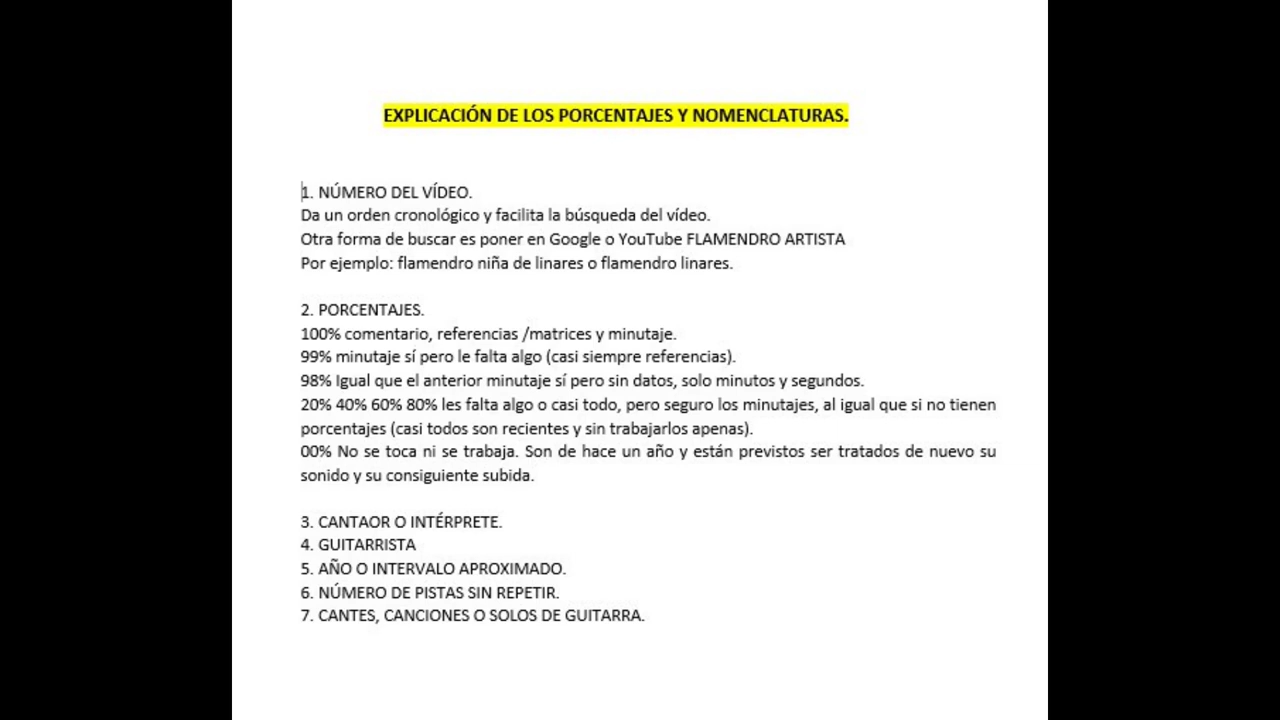 EXPLICACIÓN DE LOS PORCENTAJES Y NOMENCLATURAS.
1. NÚMERO DEL VÍDEO.
Da un orden cronológico y facilita la búsqueda del vídeo.
Otra forma de buscar es poner en Google o YouTube FLAMENDRO ARTISTA
Por ejemplo: flamendro niña de linares o flamendro linares.
2. PORCENTAJES.
100% comentario, referencias /matrices y minutaje.
99% minutaje sí pero le falta algo (casi siempre referencias).
98% Igual que el anterior minutaje sí pero sin datos, solo minutos y segundos.
20% 40% 60% 80% les falta algo o casi todo, pero seguro los minutajes, al igual que si no tienen
porcentajes (casi todos son recientes y sin trabajarlos apenas).
00% No se toca ni se trabaja. Son de hace un año y están previstos ser tratados de nuevo su
sonido y su consiguiente subida.
3. CANTAOR O INTÉRPRETE.
4. GUITARRISTA
5. AÑO O INTERVALO APROXIMADO.
6. NÚMERO DE PISTAS SIN REPETIR.
7. CANTES, CANCIONES O SOLOS DE GUITARRA.